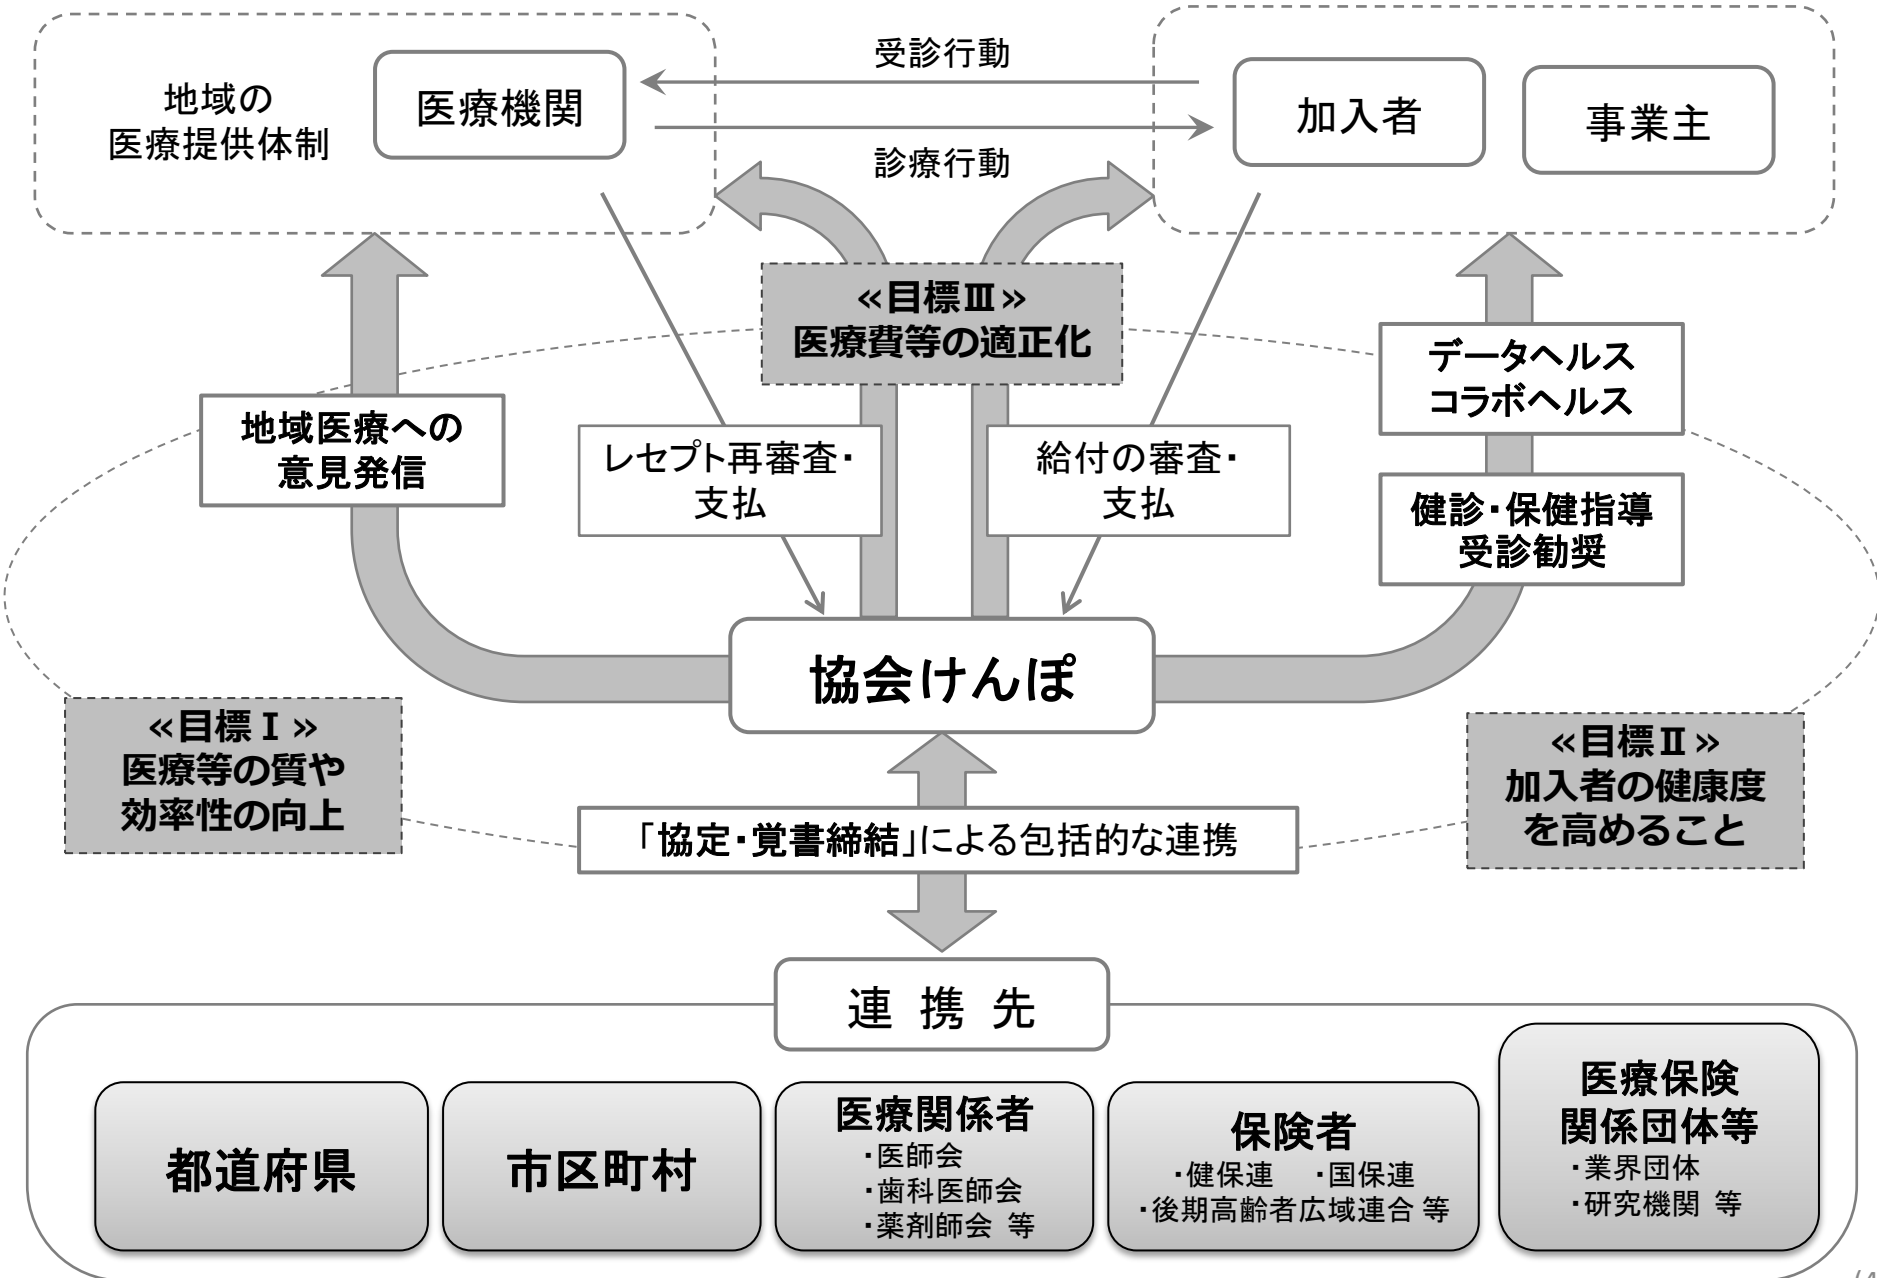 地域の
医療提供体制
医療機関
受診行動
診療行動
加入者
事業主
«目標Ⅲ»
医療費等の適正化
データヘルス
コラボヘルス
地域医療への
意見発信
レセプト再審査・
支払
給付の審査・
支払
健診・保健指導
受診勧奨
協会けんぽ
«目標Ⅰ»
医療等の質や
効率性の向上
«目標Ⅱ»
加入者の健康度
を高めること
「協定・覚書締結」による包括的な連携
連 携 先
都道府県
市区町村
医療関係者
・医師会
・歯科医師会
・薬剤師会 等
保険者
・健保連 ・国保連
・後期高齢者広域連合 等
医療保険
関係団体等
・業界団体
・研究機関 等